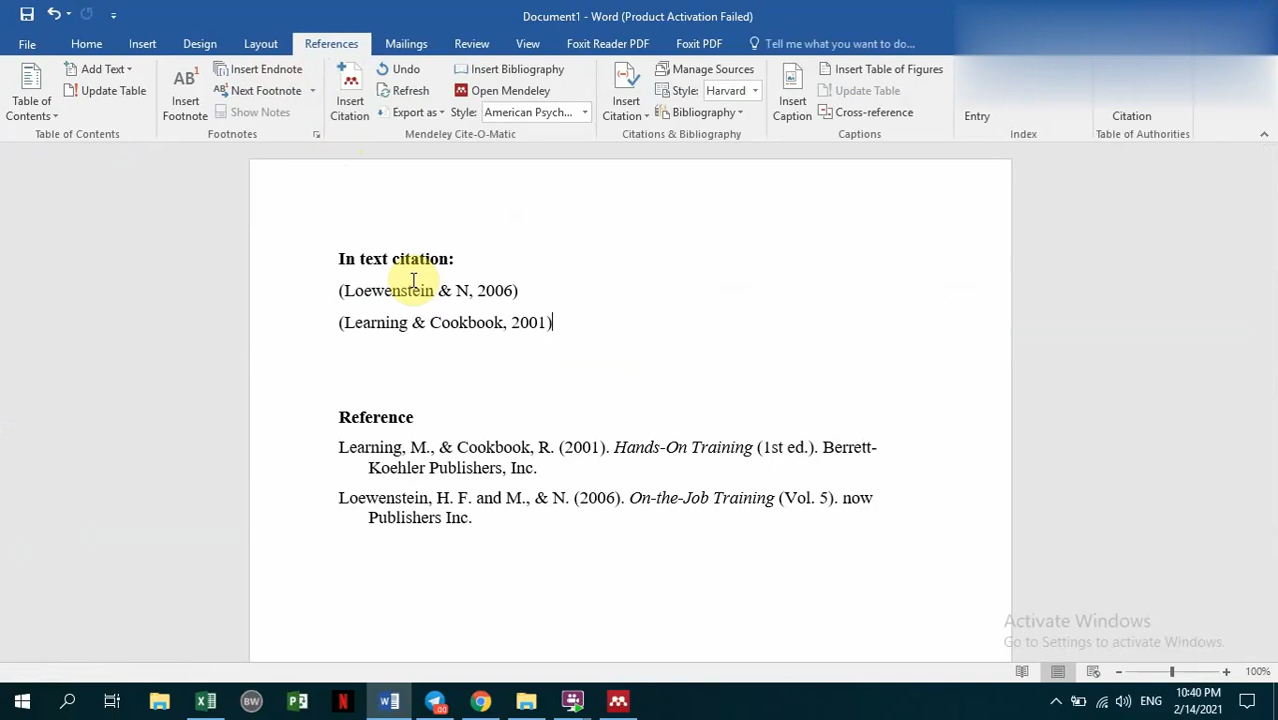 Document1 - Word (Product Activation Failed)
File Home Insert Design Layout References Mailings Review View Foxit Reader PDF Foxit PDF Tell me what you want to do...
Table of Contents
Add Text
Update Table
Table of Contents
AB1
Insert Footnote
Insert Endnote
Next Footnote
Show Notes
Footnotes
Insert Citation
Undo
Refresh
Export as
Insert Bibliography
Open Mendeley
Style: American Psych...
Mendeley Cite-O-Matic
Insert Citation
Manage Sources
Style: Harvard
Bibliography
Citations & Bibliography
Insert Caption
Insert Table of Figures
Update Table
Cross-reference
Captions
Entry
Index
Citation
Table of Authorities
In text citation:
(Loewenstein & N, 2006)
(Learning & Cookbook, 2001)
Reference
Learning, M., & Cookbook, R. (2001). Hands-On Training (1st ed.). Berrett-
Koehler Publishers, Inc.
Loewenstein, H. F. and M., & N. (2006). On-the-Job Training (Vol. 5). now
Publishers Inc.
Activate Windows
Go to Settings to activate Windows.
100%
BW
P
N
W
00
ENG
10:40 PM
2/14/2021